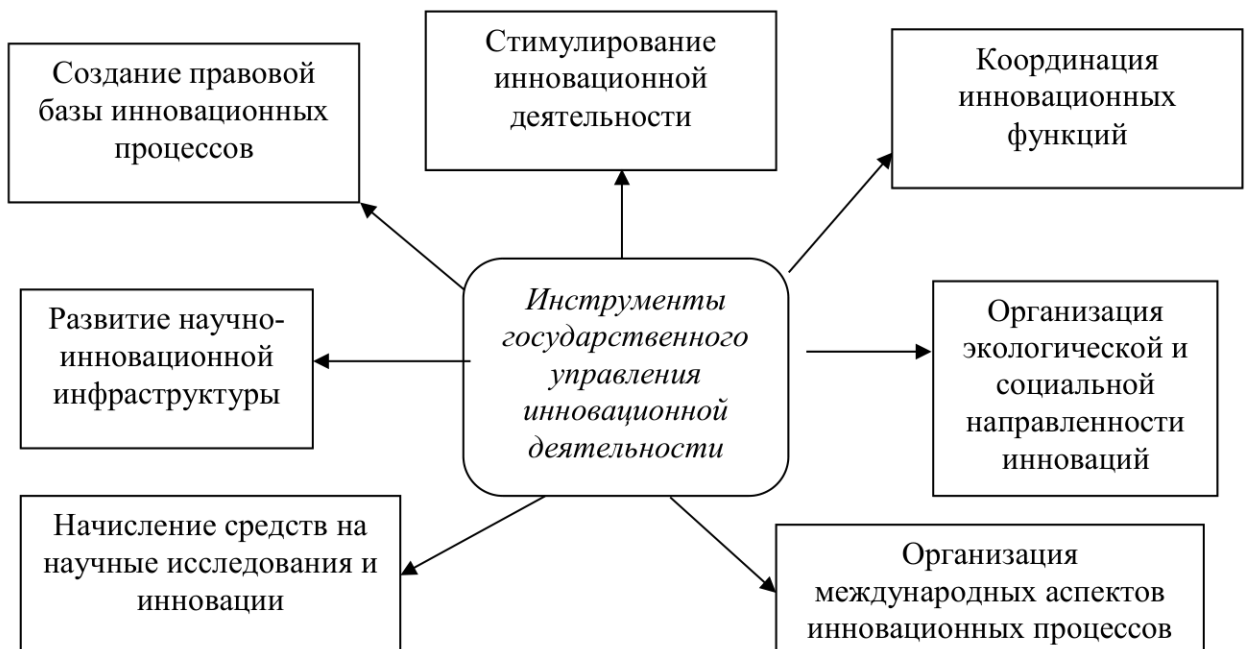 Создание правовой
базы инновационных
процессов
Стимулирование
инновационной
деятельности
Координация
инновационных
функций
Развитие научно-
инновационной
инфраструктуры
Инструменты
государственного
управления
инновационной
деятельности
Организация
экологической и
социальной
направленности
инноваций
Начисление средств на
научные исследования и
инновации
Организация
международных аспектов
инновационных процессов